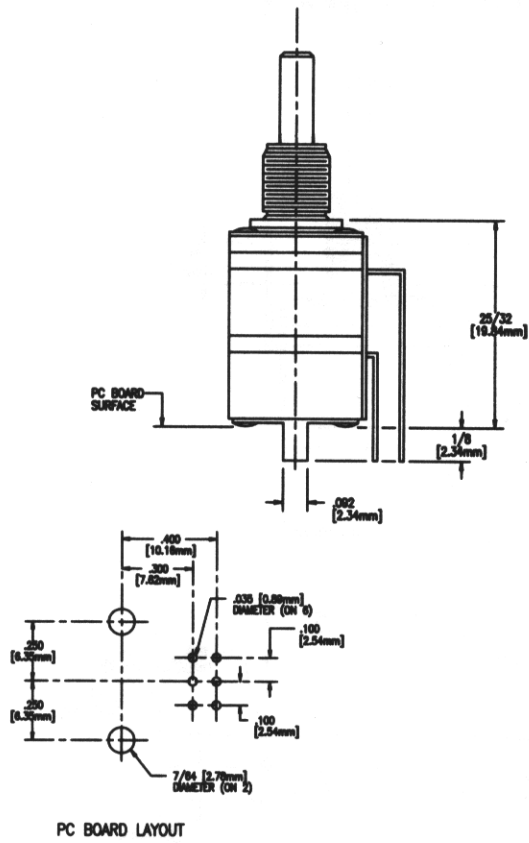 25/32
[19.84mm]
PC BOARD
SURFACE
1/8
[2.34mm]
.092
[2.34mm]
.400
[10.16mm]
.300
[7.62mm]
.035 [0.89mm]
DIAMETER (ON 6)
.100
[2.54mm]
.250
[6.35mm]
.250
[6.35mm]
.100
[2.54mm]
7/64 [2.78mm]
DIAMETER (ON 2)
PC BOARD LAYOUT